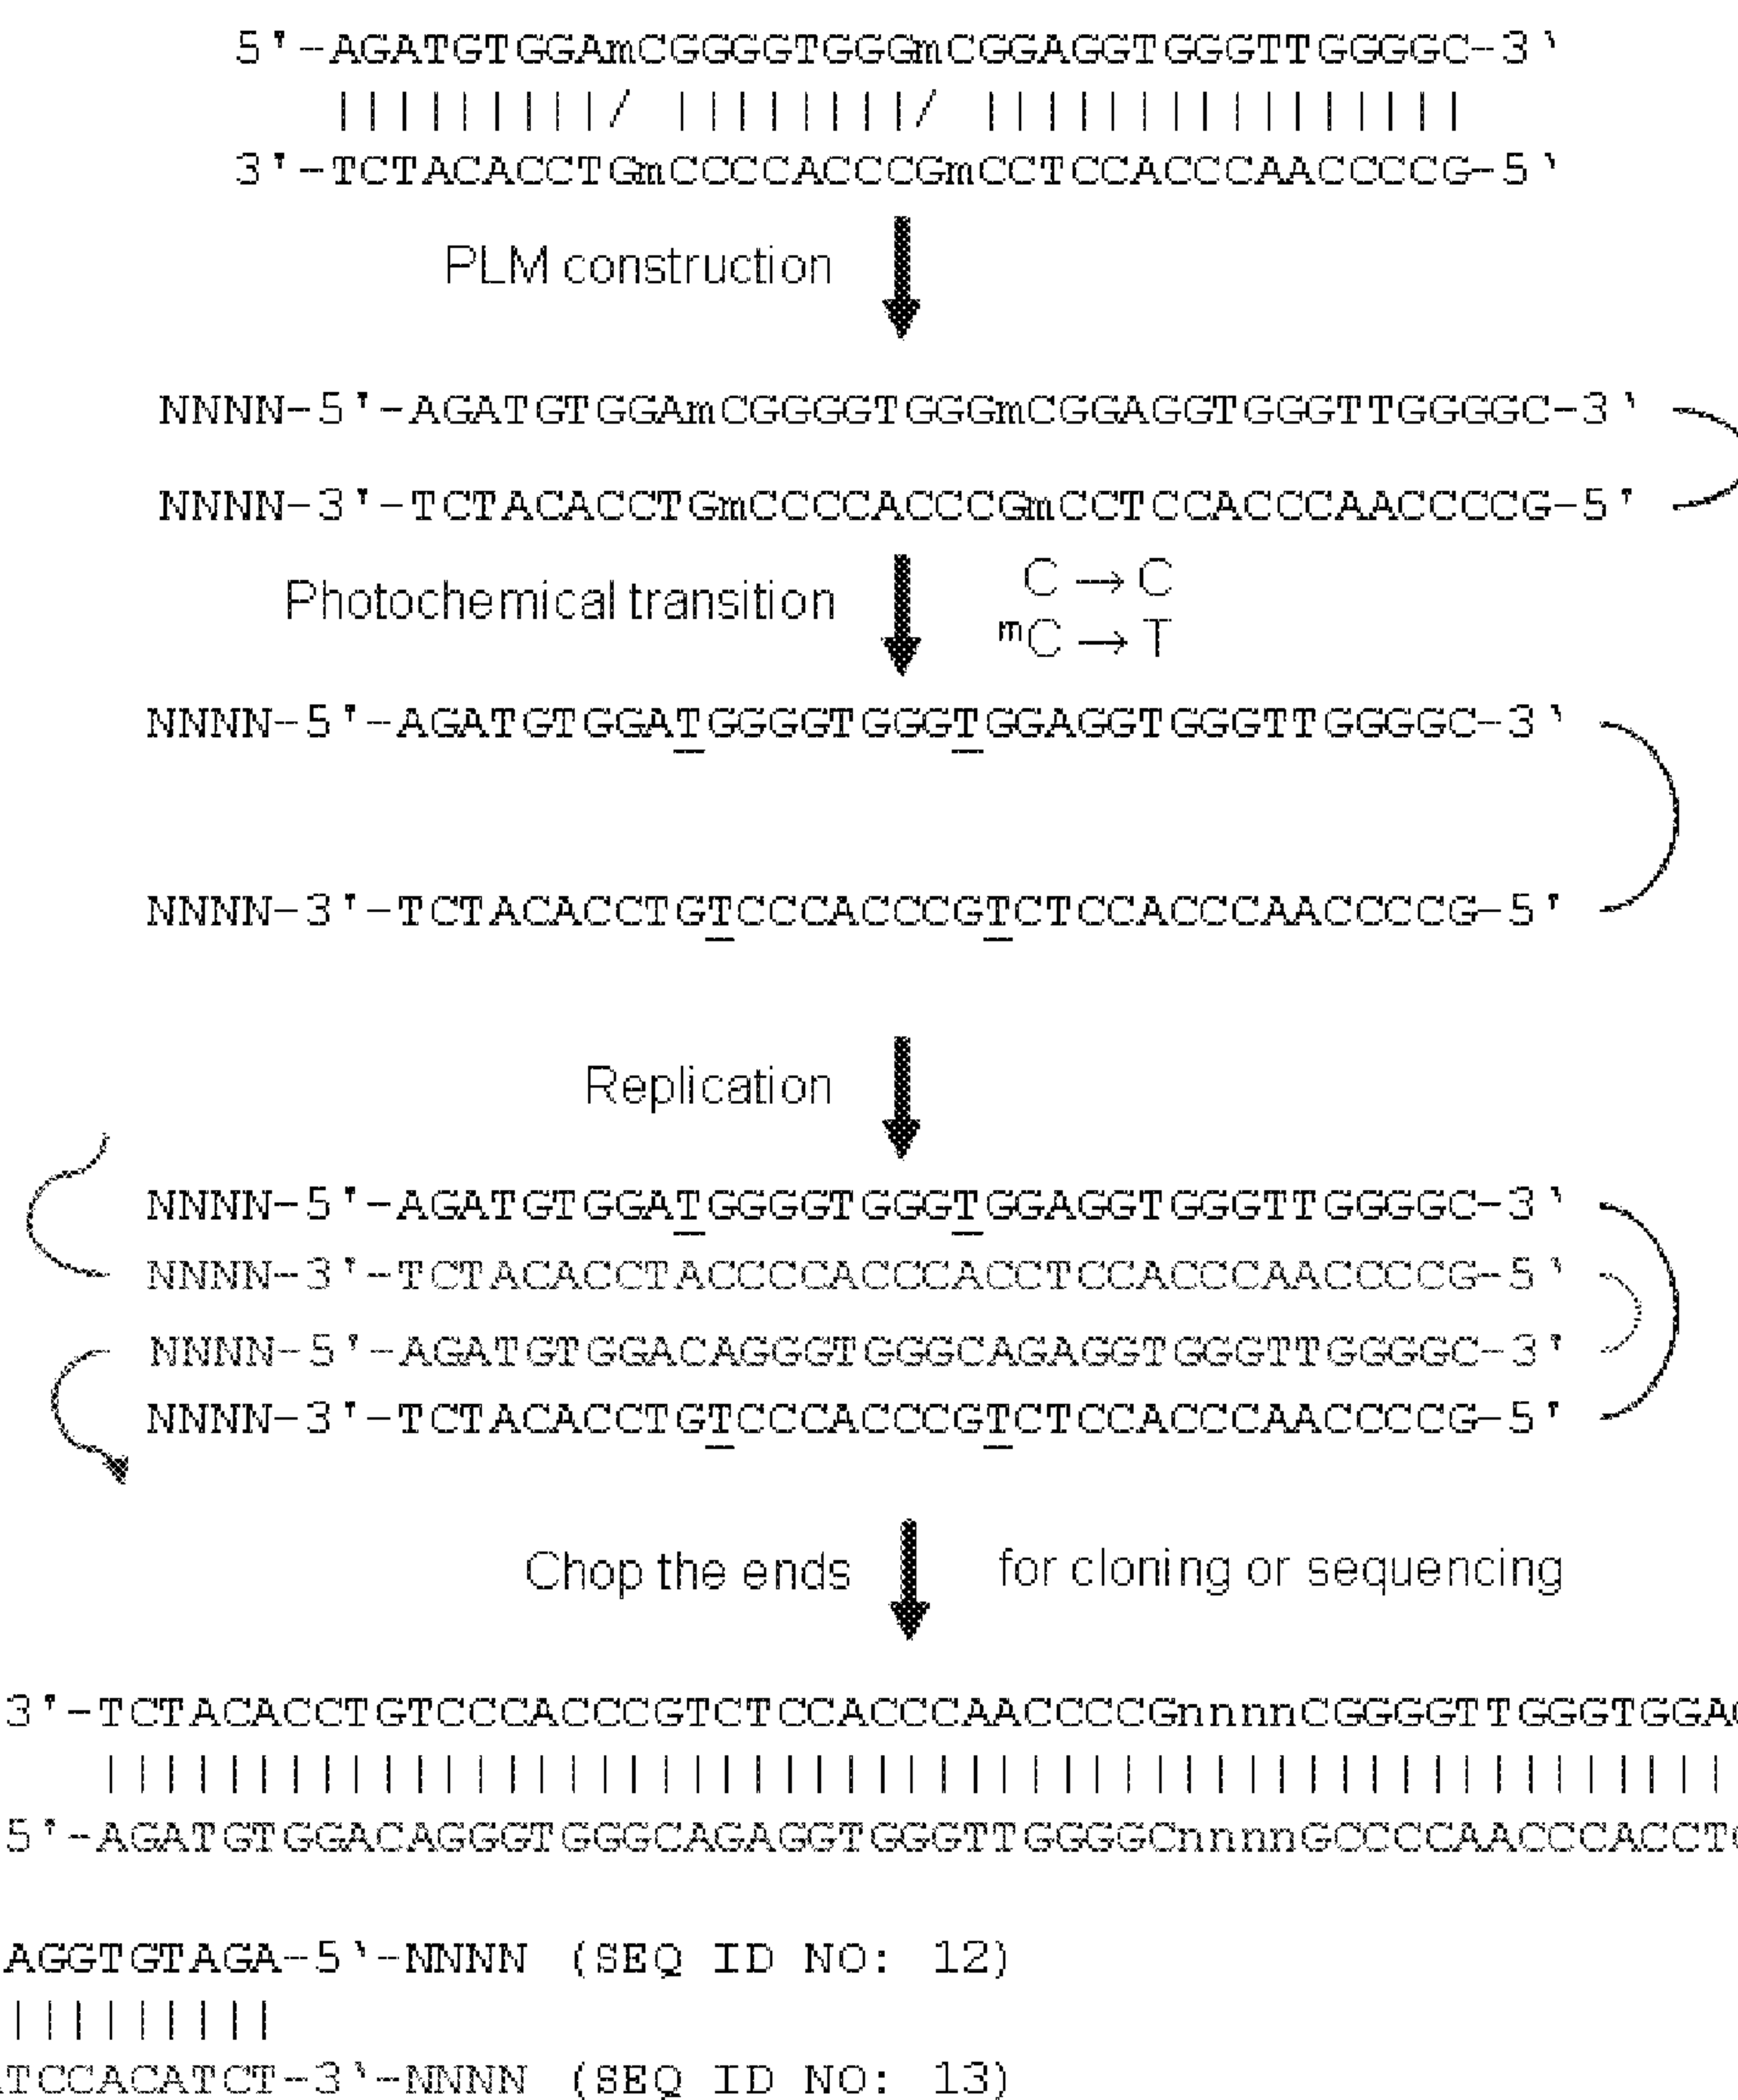 5'-AGATGTGGAmCGGGGTGGGmCGGAGGTGGGTTGGGGC-3'
3'-TCTACACCTGmCCCCACCCGmCCTCCACCCAACCCCG-5'
PLM construction
NNNN-5'-AGATGTGGAmCGGGGTGGGmCGGAGGTGGGTTGGGGC-3'
NNNN-3'-TCTACACCTGmCCCCACCCGmCCTCCACCCAACCCCG-5'
Photochemical transition
C → C
mC → T
NNNN-5'-AGATGTGGATGGGGTGGGTGGAGGTGGGTTGGGGC-3'
NNNN-3'-TCTACACCTGTCCCACCCGTCTCCACCCAACCCCG-5'
Replication
NNNN-5'-AGATGTGGATGGGGTGGGTGGAGGTGGGTTGGGGC-3'
NNNN-3'-TCTACACCTACCCCACCCACCTCCACCCAACCCCG-5'
NNNN-5'-AGATGTGGACAGGGTGGGCAGAGGTGGGTTGGGGC-3'
NNNN-3'-TCTACACCTGTCCCACCCGTCTCCACCCAACCCCG-5'
Chop the ends for cloning or sequencing
3'-TCTACACCTGTCCCACCCGTCTCCACCCAACCCCGnnnnCGGGGTTGGGTGGAG
5'-AGATGTGGACAGGGTGGGCAGAGGTGGGTTGGGGCnnnnGCCCCAACCCACCTC
AGGTGTAGA-5'-NNNN (SEQ ID NO: 12)
TCCACATCT-3'-NNNN (SEQ ID NO: 13)